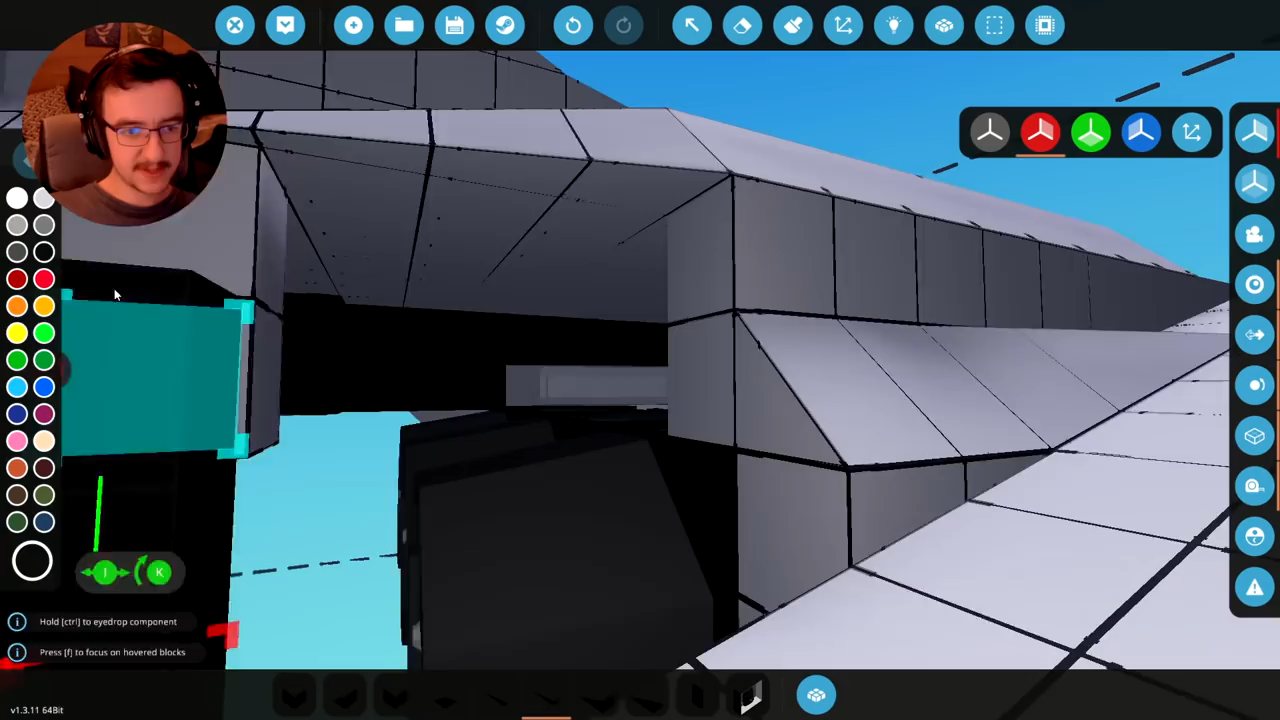 I
K
Hold [ctrl] to eyedrop component
Press [f] to focus on hovered blocks
v1.3.11 64Bit